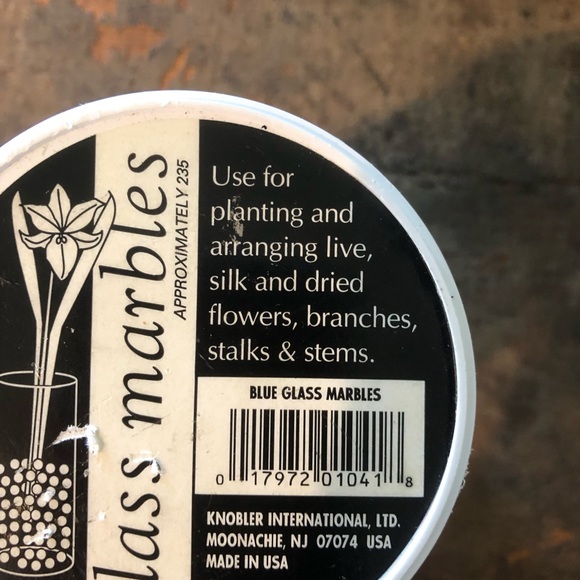 lass marbles
APPROXIMATELY 235
Use for
planting and
arranging live,
silk and dried
flowers, branches,
stalks & stems.
BLUE GLASS MARBLES
0 17972 01041 8
KNOBLER INTERNATIONAL, LTD.
MOONACHIE, NJ 07074 USA
MADE IN USA